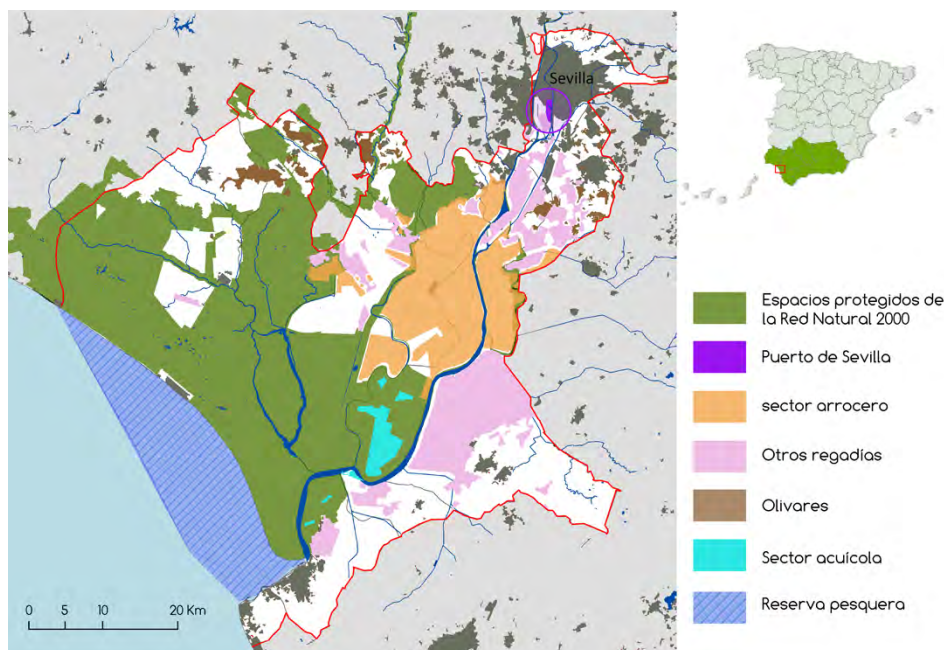 Sevilla
Espacios protegidos de
la Red Natural 2000
Puerto de Sevilla
sector arrocero
Otros regadías
Olivares
Sector acuícola
Reserva pesquera
0 5 10 20 Km